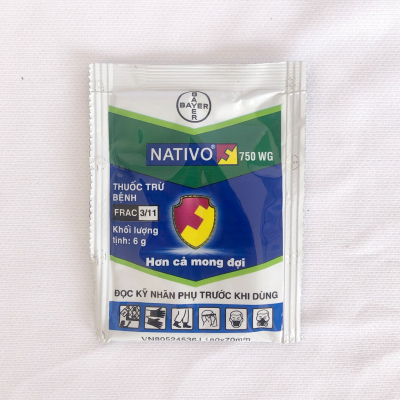 BAYER
BAYER
NATIVO® 750 WG
THUỐC TRỪ
BỆNH
FRAC 3/11
Khối lượng
tịnh: 6 g
Hơn cả mong đợi
ĐỌC KỸ NHÃN PHỤ TRƯỚC KHI DÙNG